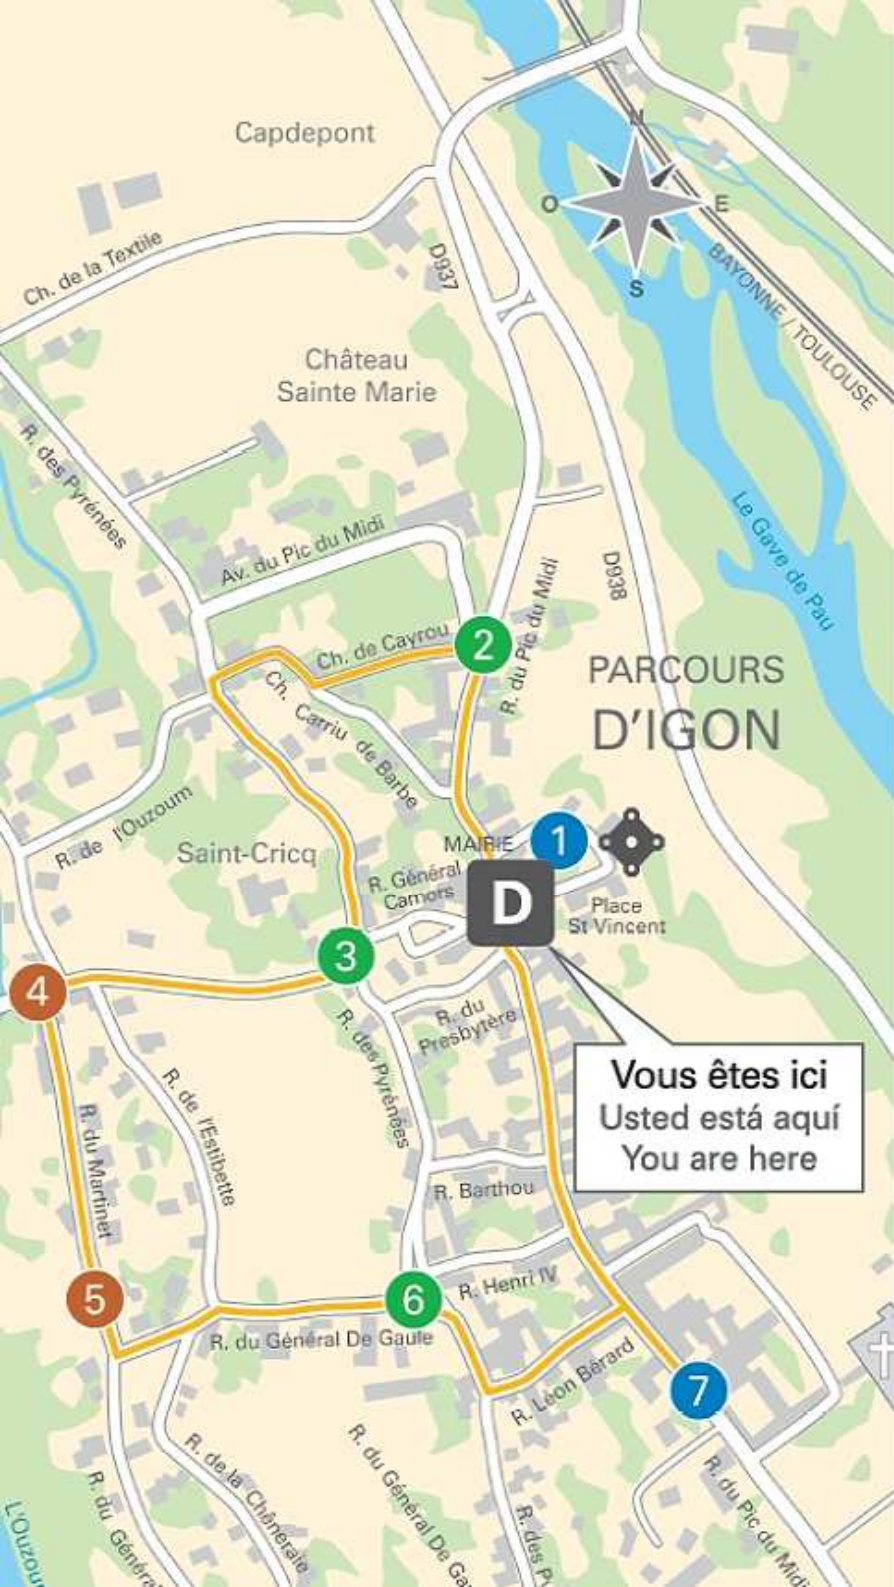 N
Capdepont
O
E
S
Ch. de la Textile
D937
BAYONNE / TOULOUSE
Château
Sainte Marie
R. des Pyrénées
Av. du Pic du Midi
Le Gave de Pau
D938
R. du Pic du Midi
Ch. de Cayrou
2
PARCOURS
D'IGON
Ch. Carriu de Barbe
R. de l'Ouzoum
Saint-Cricq
MAIRIE
1
R. Général
Camors
D
Place
St Vincent
3
4
R. du
Presbytère
R. des Pyrénées
Vous êtes ici
Usted está aquí
You are here
R. de l'Estibette
R. du Martinet
R. Barthou
R. Henri IV
5
6
R. du Général De Gaule
R. Léon Bérard
7
R. de la Chêneraie
R. du Général De Ga
R. du Pic du Midi
R. du Généra
R. des P
L'Ouzou